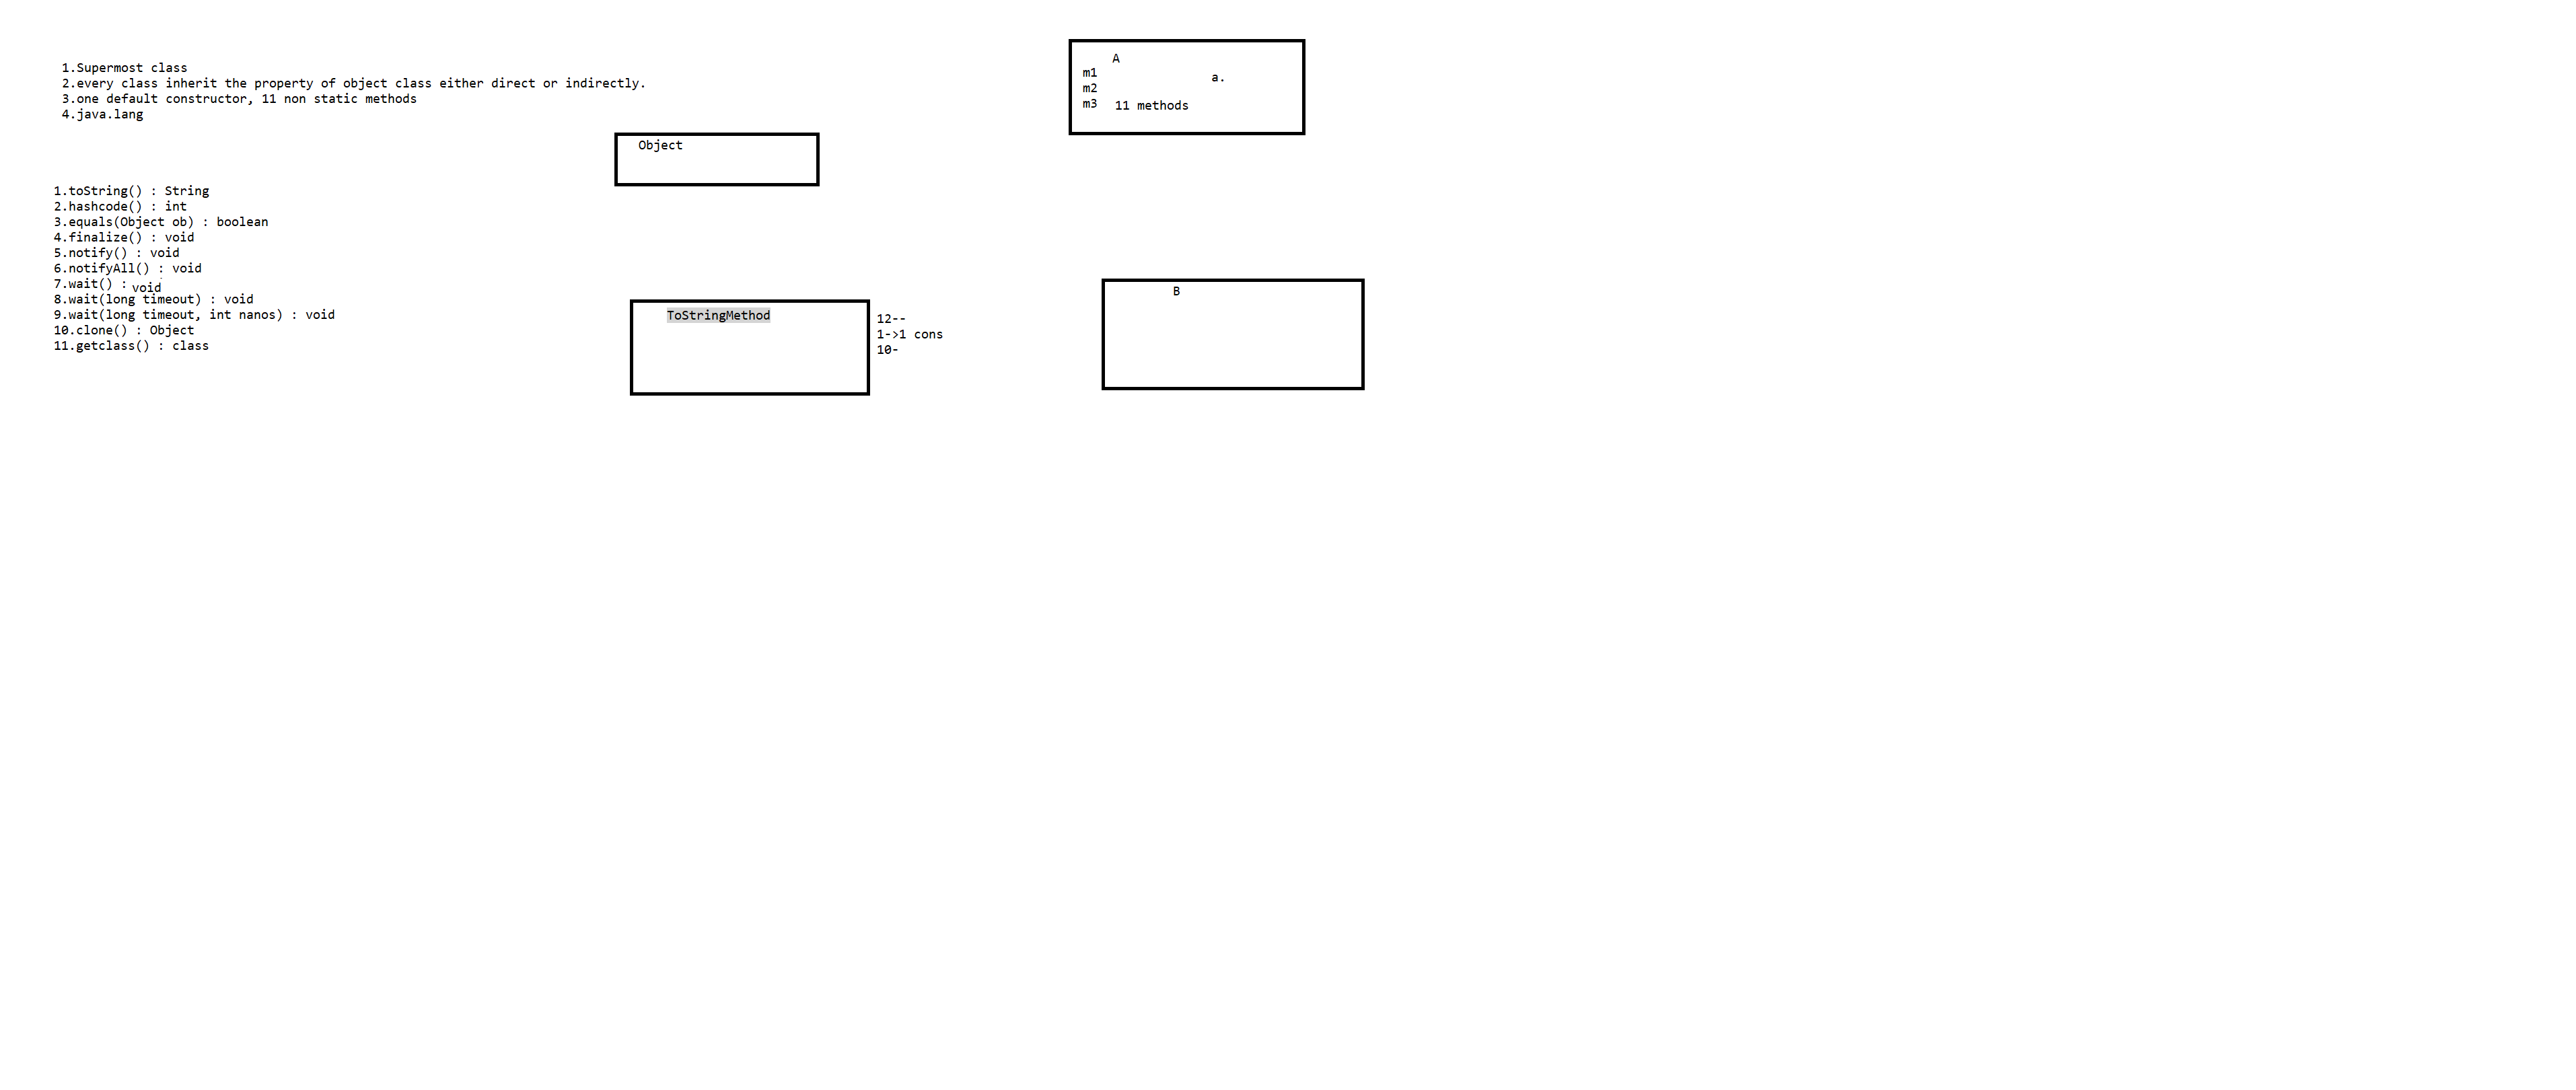 1.Supermost class
2.every class inherit the property of object class either direct or indirectly.
3.one default constructor, 11 non static methods
4.java.lang
1.toString() : String
2.hashcode() : int
3.equals(Object ob) : boolean
4.finalize() : void
5.notify() : void
6.notifyAll() : void
7.wait() : void
8.wait(long timeout) : void
9.wait(long timeout, int nanos) : void
10.clone() : Object
11.getclass() : class
Object
ToStringMethod
12--
1->1 cons
10-
A
m1
a.
m2
m3 11 methods
B